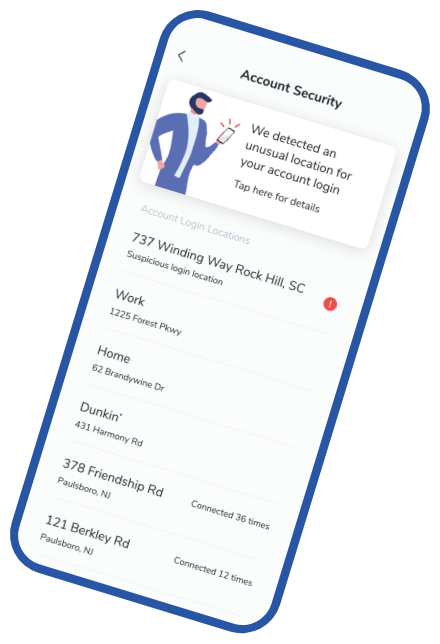 Account Security
We detected an
unusual location for
your account login
Tap here for details
Account Login Locations
737 Winding Way Rock Hill, SC
Suspicious login location
!
Work
1225 Forest Pkwy
Home
62 Brandywine Dr
Dunkin'
431 Harmony Rd
378 Friendship Rd
Paulsboro, NJ
Connected 36 times
121 Berkley Rd
Paulsboro, NJ
Connected 12 times